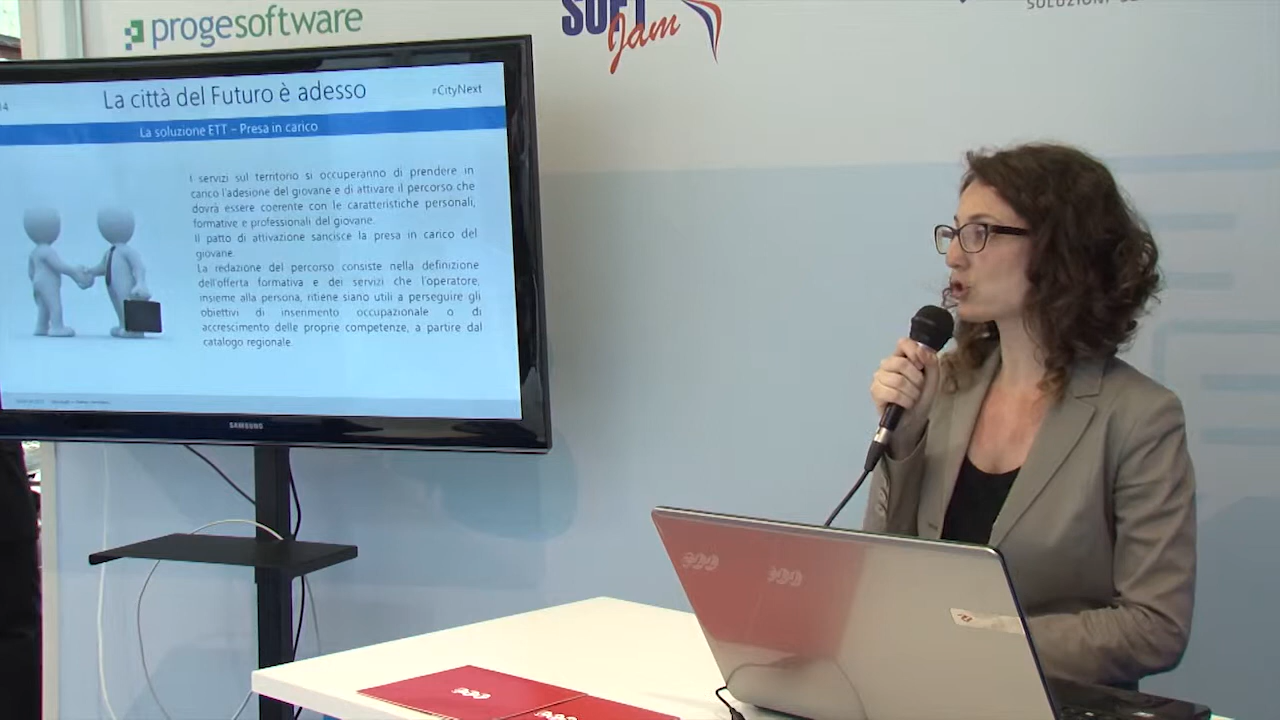 progesoftware
SOFT
Jam
SOLUZIONI
La città del Futuro è adesso
#CityNext
La soluzione ETT – Presa in carico
I servizi sul territorio si occuperanno di prendere in
carico l'adesione del giovane e di attivare il percorso che
dovrà essere coerente con le caratteristiche personali,
formative e professionali del giovane.
Il patto di attivazione sancisce la presa in carico del
giovane.
La redazione del percorso consiste nella definizione
dell'offerta formativa e dei servizi che l'operatore,
insieme alla persona, ritiene siano utili a perseguire gli
obiettivi di inserimento occupazionale o di
accrescimento delle proprie competenze, a partire dal
catalogo regionale.
SAMSUNG